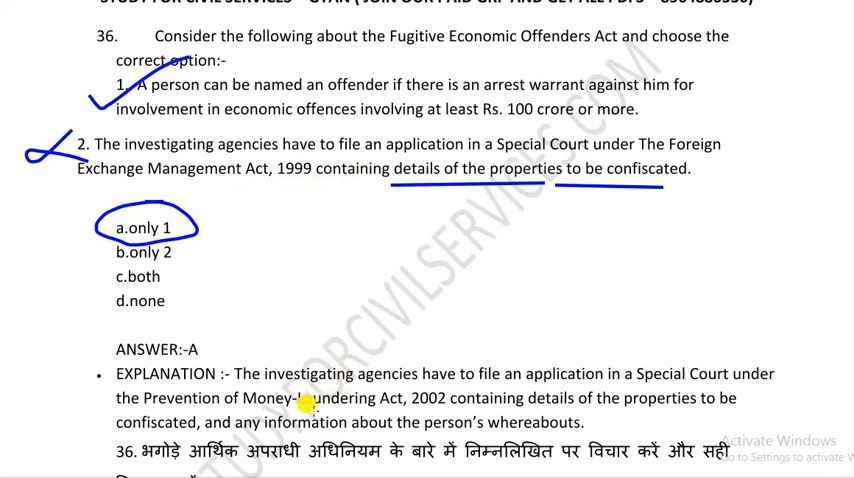 36. Consider the following about the Fugitive Economic Offenders Act and choose the
correct option:-
1. A person can be named an offender if there is an arrest warrant against him for
involvement in economic offences involving at least Rs. 100 crore or more.
2. The investigating agencies have to file an application in a Special Court under The Foreign
Exchange Management Act, 1999 containing details of the properties to be confiscated.
a.only 1
b.only 2
c.both
d.none
ANSWER:-A
• EXPLANATION :- The investigating agencies have to file an application in a Special Court under
the Prevention of Money-Laundering Act, 2002 containing details of the properties to be
confiscated, and any information about the person's whereabouts.
Activate Windows
Go to Settings to activate W
36. भगोड़े आर्थिक अपराधी अधिनियम के बारे में निम्नलिखित पर विचार करें और सही
STUDYFORCIVILSERVICES.COM